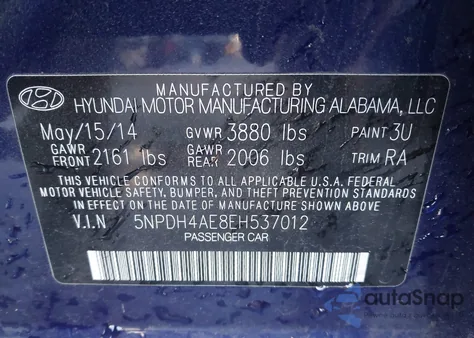 MANUFACTURED BY
HYUNDAI MOTOR MANUFACTURING ALABAMA, LLC
May/15/14 GVWR 3880 lbs PAINT 3U
GAWR FRONT 2161 lbs GAWR REAR 2006 lbs TRIM RA
THIS VEHICLE CONFORMS TO ALL APPLICABLE U.S.A. FEDERAL
MOTOR VEHICLE SAFETY, BUMPER, AND THEFT PREVENTION STANDARDS
IN EFFECT ON THE DATE OF MANUFACTURE SHOWN ABOVE.
V.I.N 5NPDH4AE8EH537012
PASSENGER CAR
autoSnap